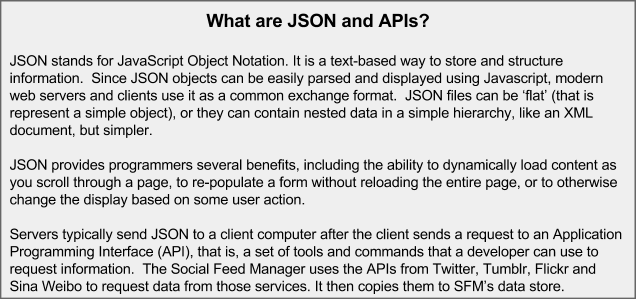 What are JSON and APIs?
JSON stands for JavaScript Object Notation. It is a text-based way to store and structure
information.  Since JSON objects can be easily parsed and displayed using Javascript, modern
web servers and clients use it as a common exchange format.  JSON files can be ‘flat’ (that is
represent a simple object), or they can contain nested data in a simple hierarchy, like an XML
document, but simpler.
JSON provides programmers several benefits, including the ability to dynamically load content as
you scroll through a page, to re-populate a form without reloading the entire page, or to otherwise
change the display based on some user action.
Servers typically send JSON to a client computer after the client sends a request to an Application
Programming Interface (API), that is, a set of tools and commands that a developer can use to
request information.  The Social Feed Manager uses the APIs from Twitter, Tumblr, Flickr and
Sina Weibo to request data from those services. It then copies them to SFM’s data store.